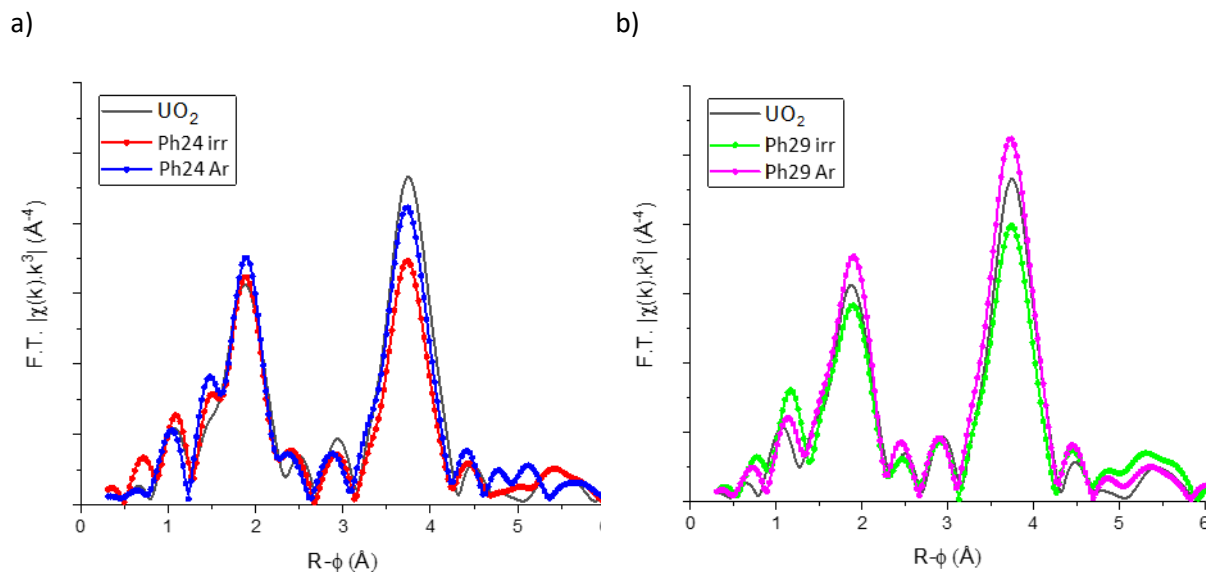 a)
b)
UO₂
Ph24 irr
Ph24 Ar
F.T. |χ(k).k³| (Å⁻⁴)
0 1 2 3 4 5
R-ϕ (Å)
UO₂
Ph29 irr
Ph29 Ar
F.T. |χ(k).k³| (Å⁻⁴)
0 1 2 3 4 5 6
R-ϕ (Å)